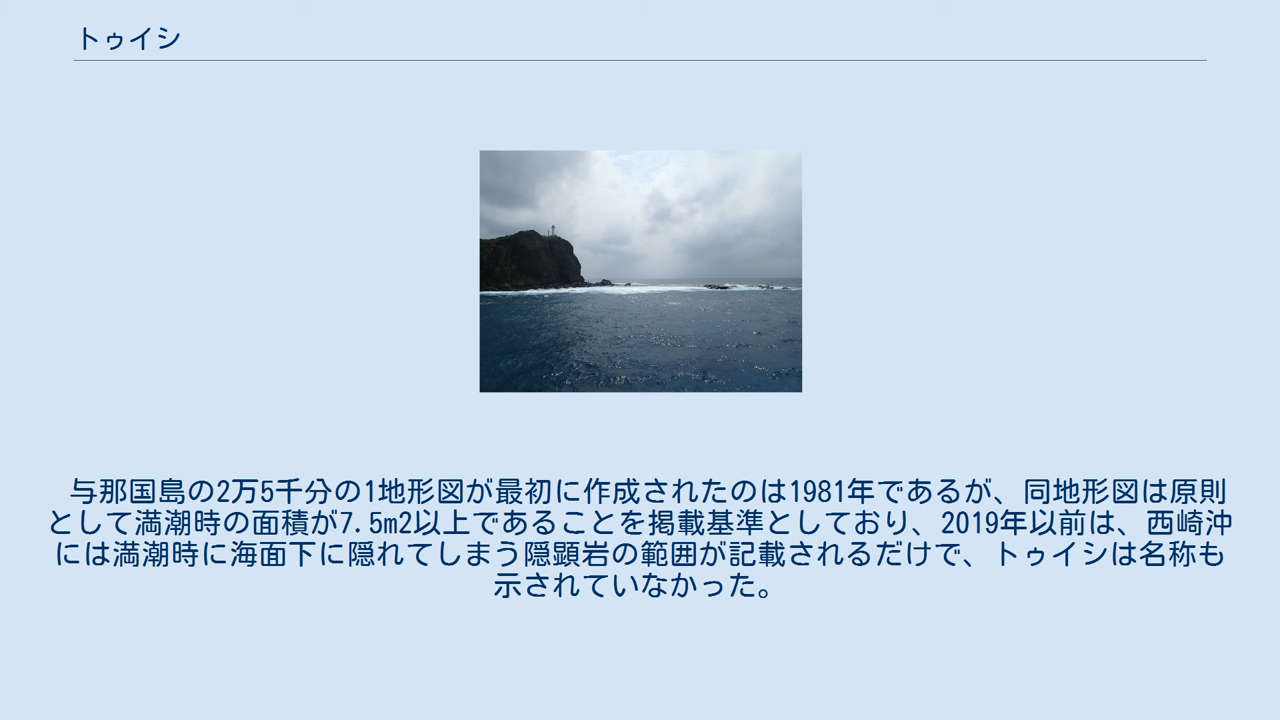 トゥイシ
与那国島の2万5千分の1地形図が最初に作成されたのは1981年であるが、同地形図は原則
として満潮時の面積が7.5m2以上であることを掲載基準としており、2019年以前は、西崎沖
には満潮時に海面下に隠れてしまう隠顕岩の範囲が記載されるだけで、トゥイシは名称も
示されていなかった。